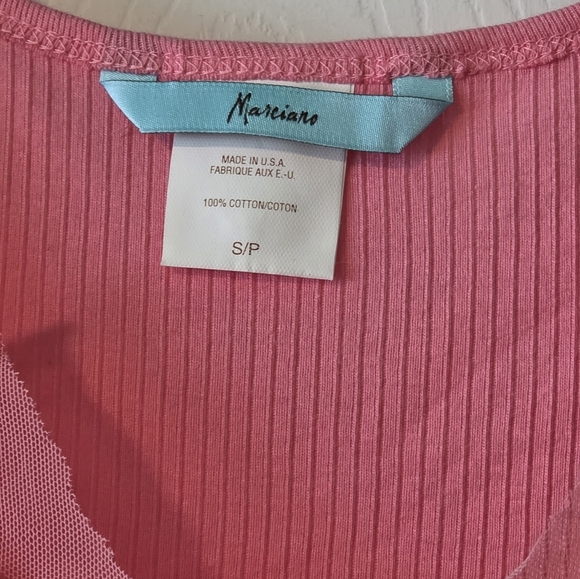 Marciano
MADE IN U.S.A.
FABRIQUE AUX E.-U.
100% COTTON/COTON
S/P